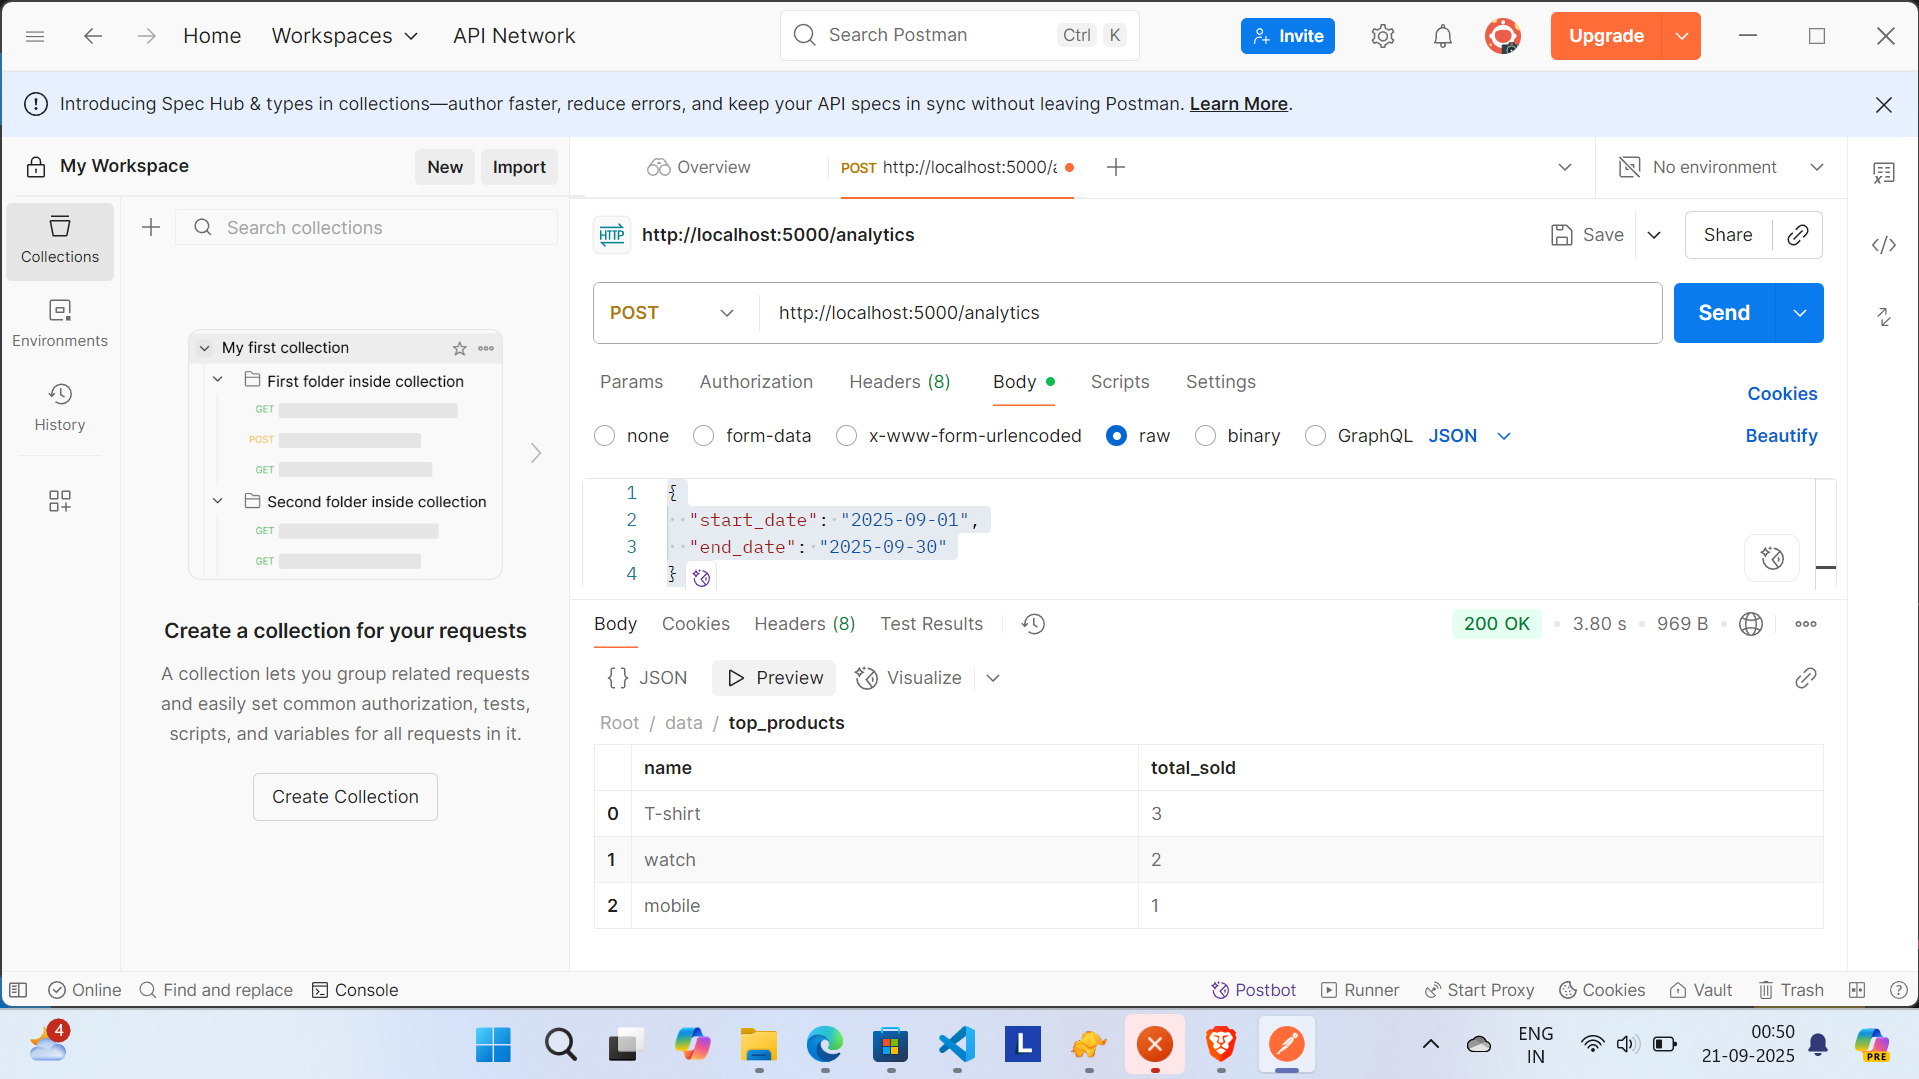 Home
Workspaces
API Network
Search Postman
Ctrl K
Invite
Upgrade
Introducing Spec Hub & types in collections—author faster, reduce errors, and keep your API specs in sync without leaving Postman. Learn More.
My Workspace
New
Import
Overview
POST http://localhost:5000/a
No environment
Collections
Search collections
HTTP
http://localhost:5000/analytics
Save
Share
Environments
POST
http://localhost:5000/analytics
Send
History
My first collection
First folder inside collection
GET
POST
GET
Second folder inside collection
GET
GET
Params
Authorization
Headers (8)
Body
Scripts
Settings
Cookies
none
form-data
x-www-form-urlencoded
raw
binary
GraphQL
JSON
Beautify
1 {
2 "start_date": "2025-09-01",
3 "end_date": "2025-09-30"
4 }
Create a collection for your requests
A collection lets you group related requests
and easily set common authorization, tests,
scripts, and variables for all requests in it.
Create Collection
Body
Cookies
Headers (8)
Test Results
200 OK
3.80 s
969 B
{} JSON
Preview
Visualize
Root / data / top_products
name total_sold
0 T-shirt 3
1 watch 2
2 mobile 1
Online
Find and replace
Console
Postbot
Runner
Start Proxy
Cookies
Vault
Trash
4
L
ENG
IN
00:50
21-09-2025
PRE